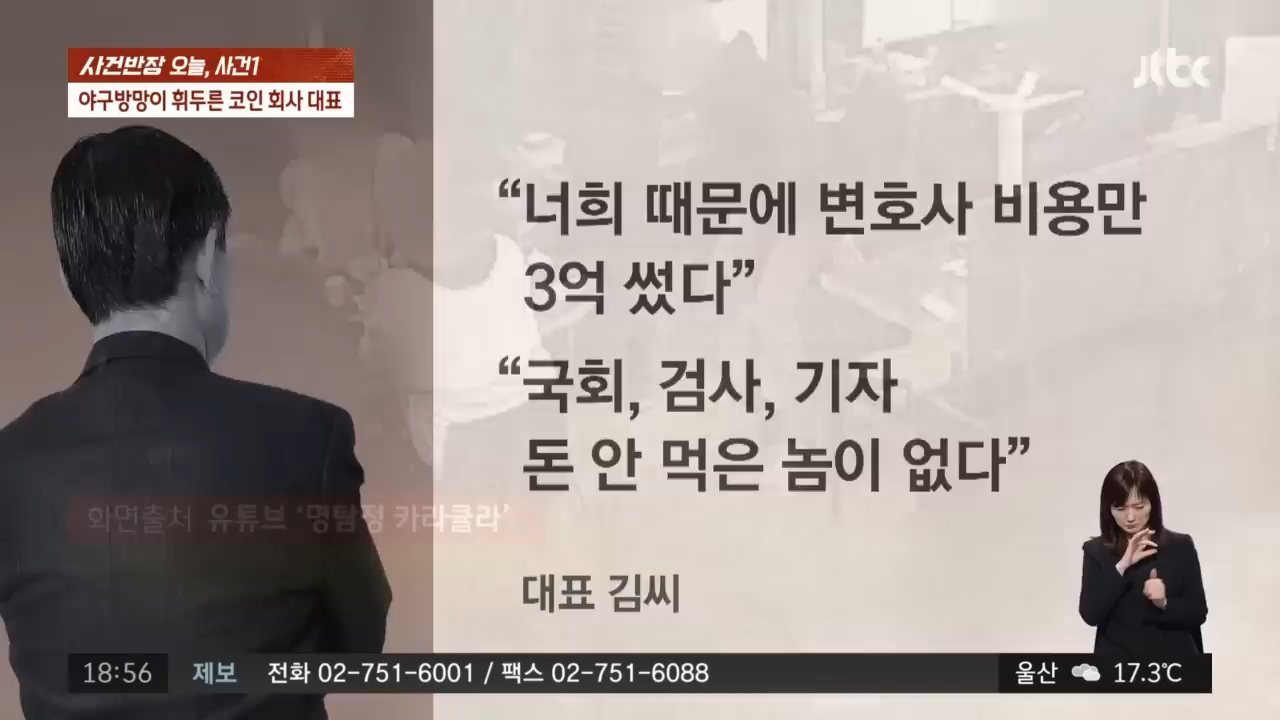 사건반장 오늘, 사건1
jtbc
야구방망이 휘두른 코인 회사 대표
“너희 때문에 변호사 비용만
3억 썼다”
“국회, 검사, 기자
돈 안 먹은 놈이 없다”
화면출처 유튜브 ‘명탐정 카라큘라’
대표 김씨
18:56 제보 전화 02-751-6001 / 팩스 02-751-6088 울산 17.3℃